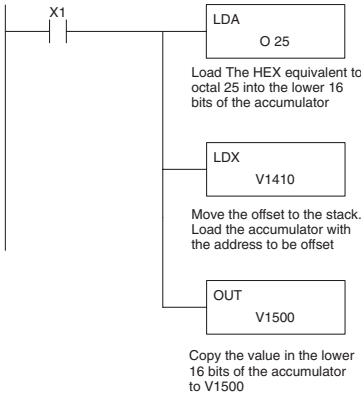 X1
LDA
O 25
Load The HEX equivalent to
octal 25 into the lower 16
bits of the accumulator
LDX
V1410
Move the offset to the stack.
Load the accumulator with
the address to be offset
OUT
V1500
Copy the value in the lower
16 bits of the accumulator
to V1500